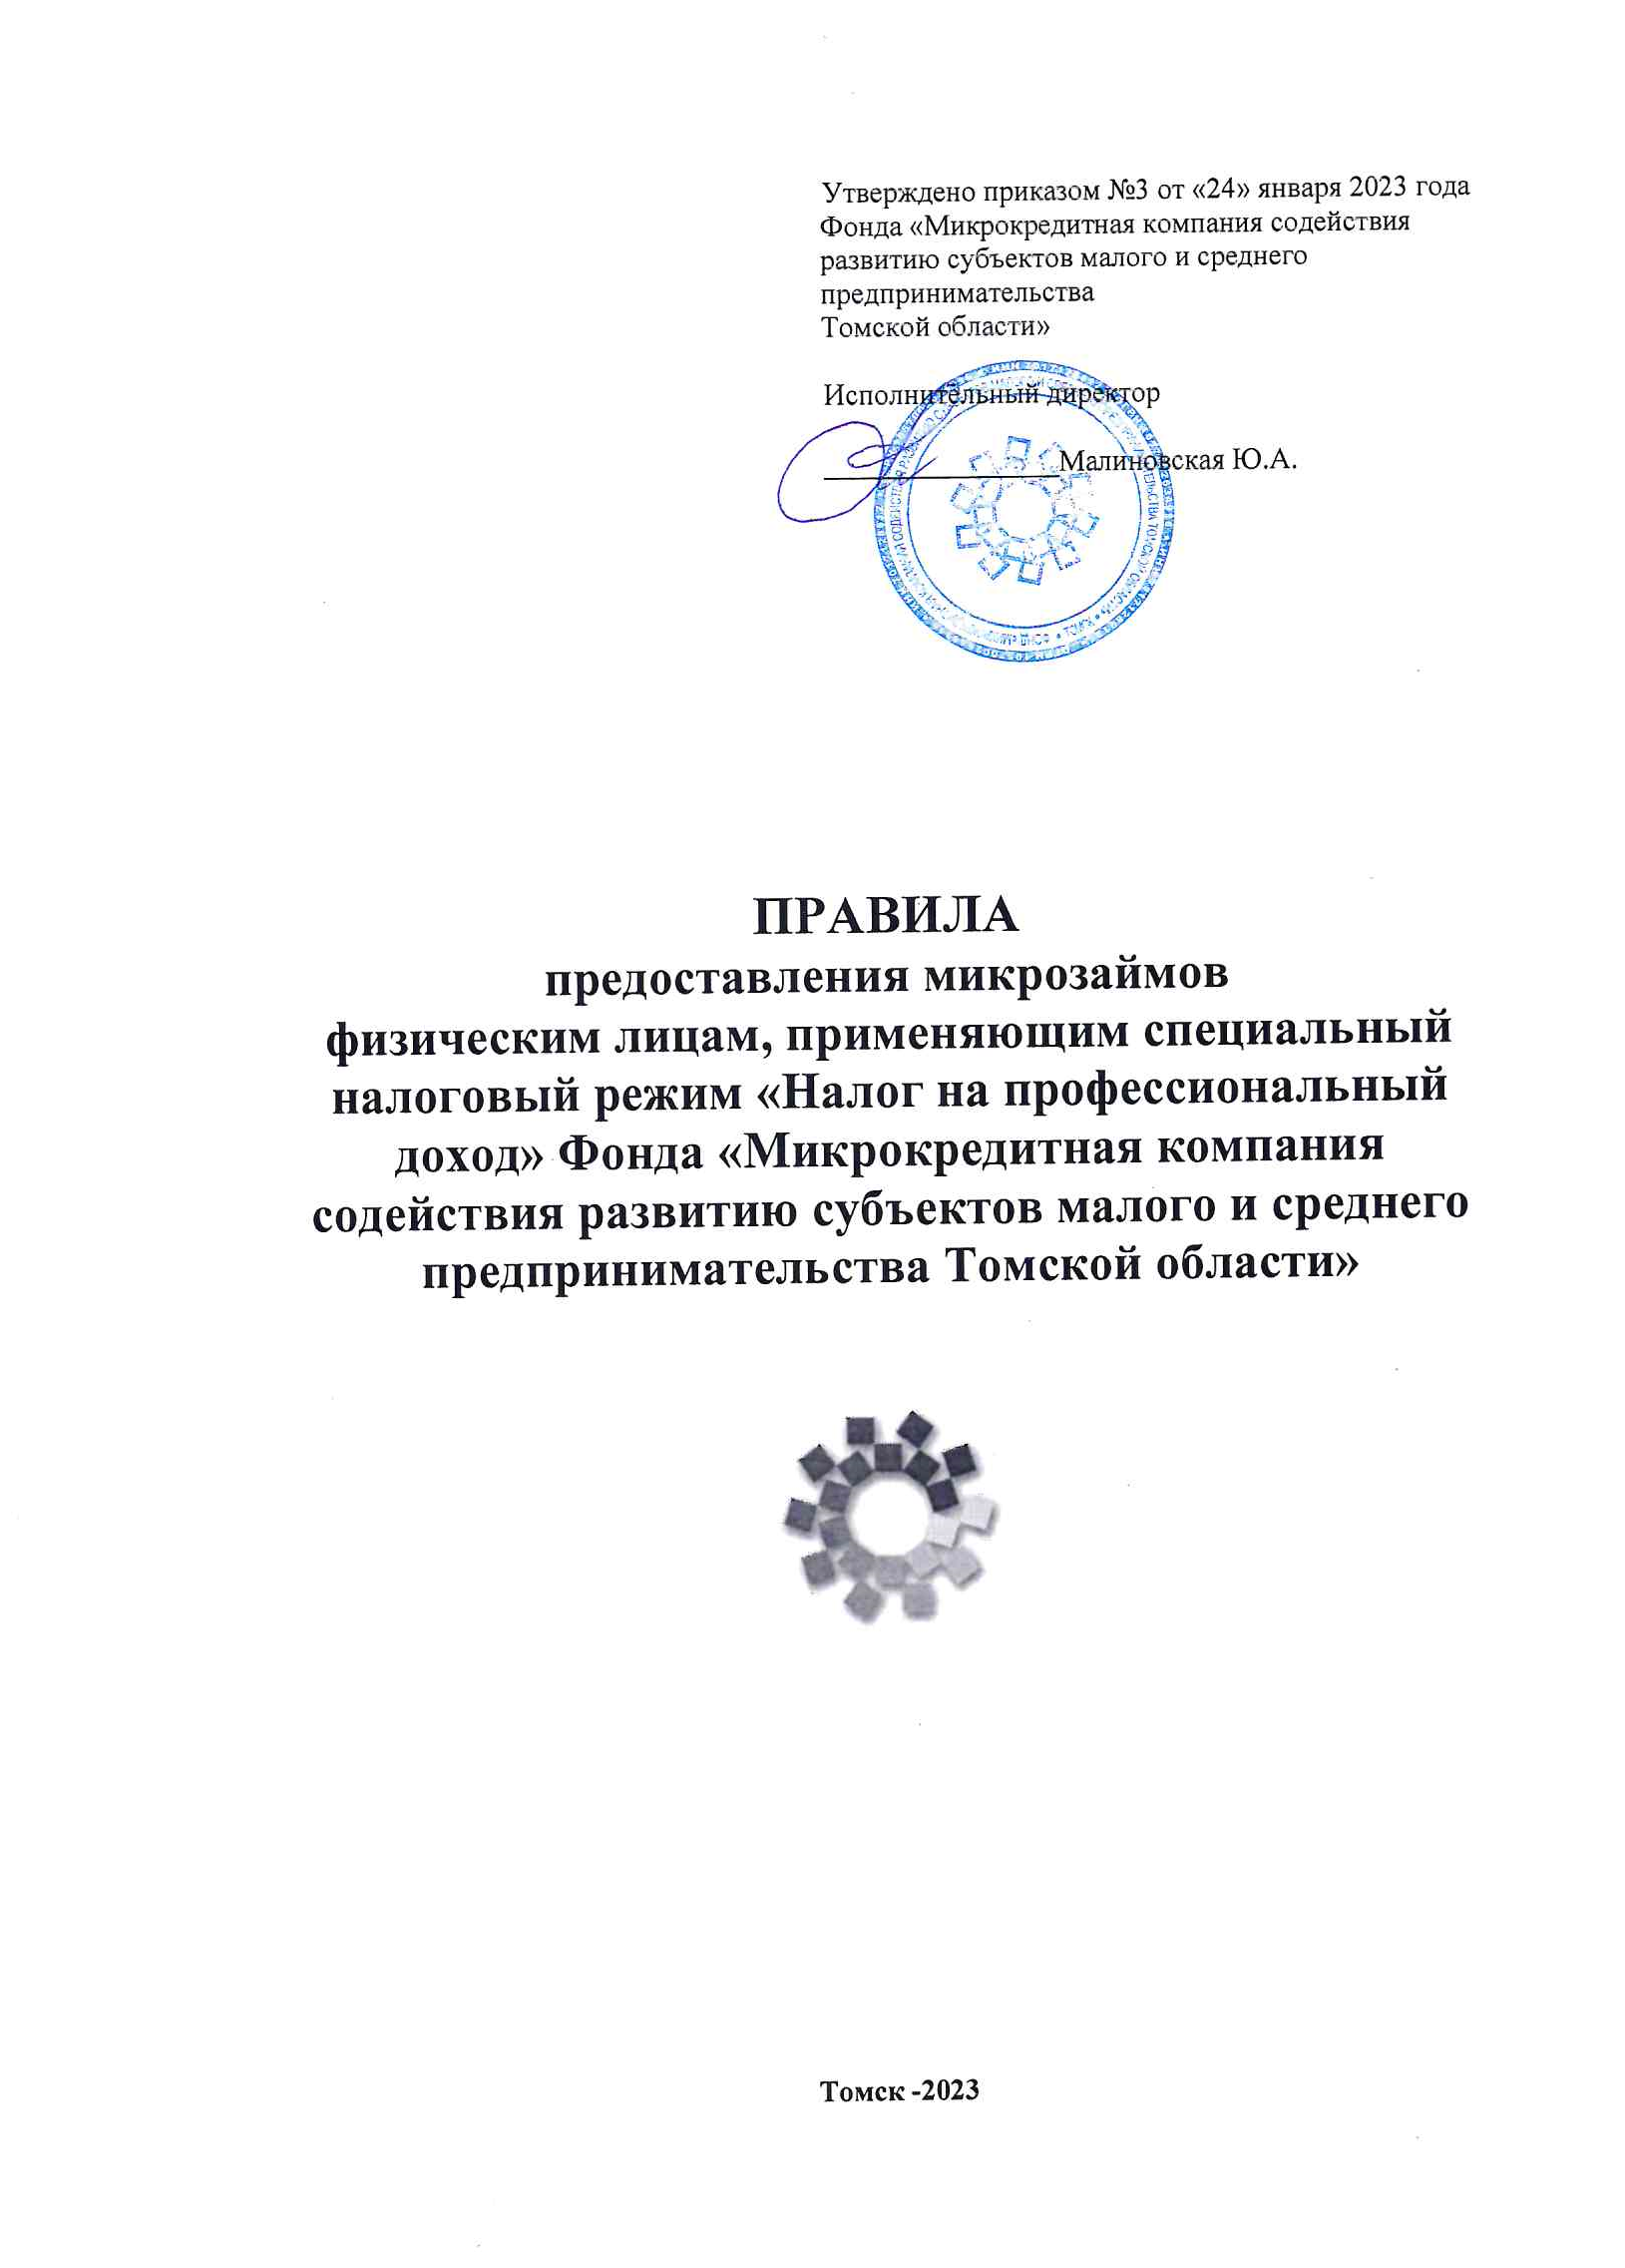 Утверждено приказом №3 от «24» января 2023 года
Фонда «Микрокредитная компания содействия
развитию субъектов малого и среднего
предпринимательства
Томской области»
Исполнительный директор
Малиновская Ю.А.
ПРАВИЛА
предоставления микрозаймов
физическим лицам, применяющим специальный
налоговый режим «Налог на профессиональный
доход» Фонда «Микрокредитная компания
содействия развитию субъектов малого и среднего
предпринимательства Томской области»
Томск -2023